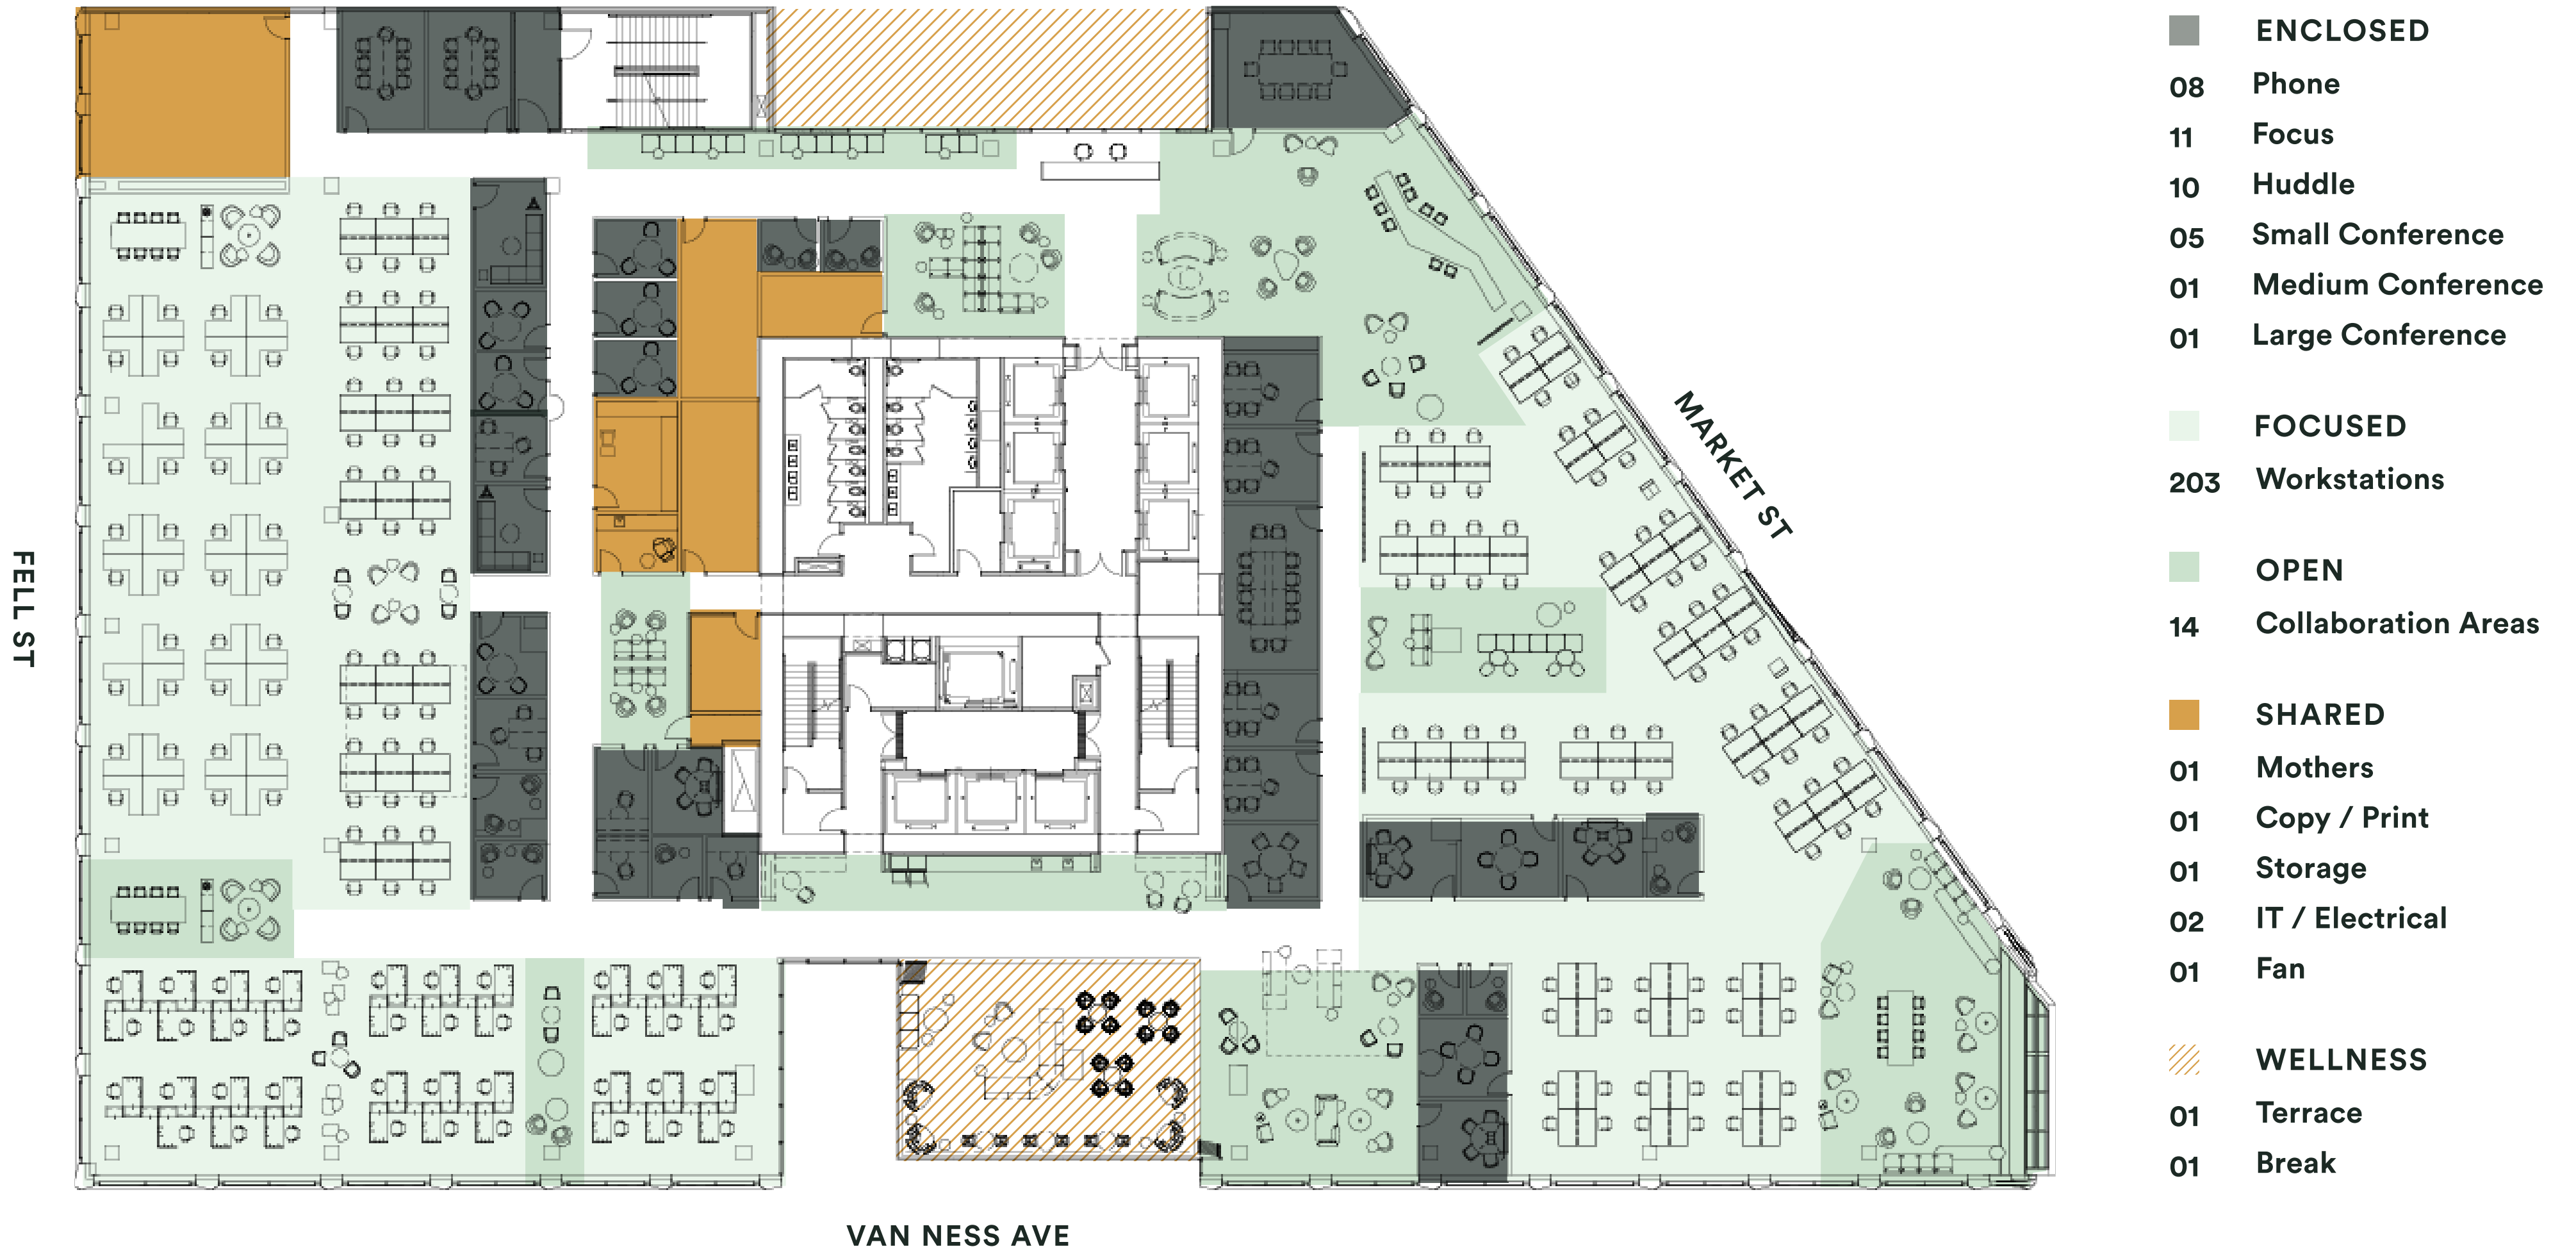 ENCLOSED
08 Phone
11 Focus
10 Huddle
05 Small Conference
01 Medium Conference
01 Large Conference
FOCUSED
203 Workstations
OPEN
14 Collaboration Areas
SHARED
01 Mothers
01 Copy / Print
01 Storage
02 IT / Electrical
01 Fan
WELLNESS
01 Terrace
01 Break
FELL ST
MARKET ST
VAN NESS AVE